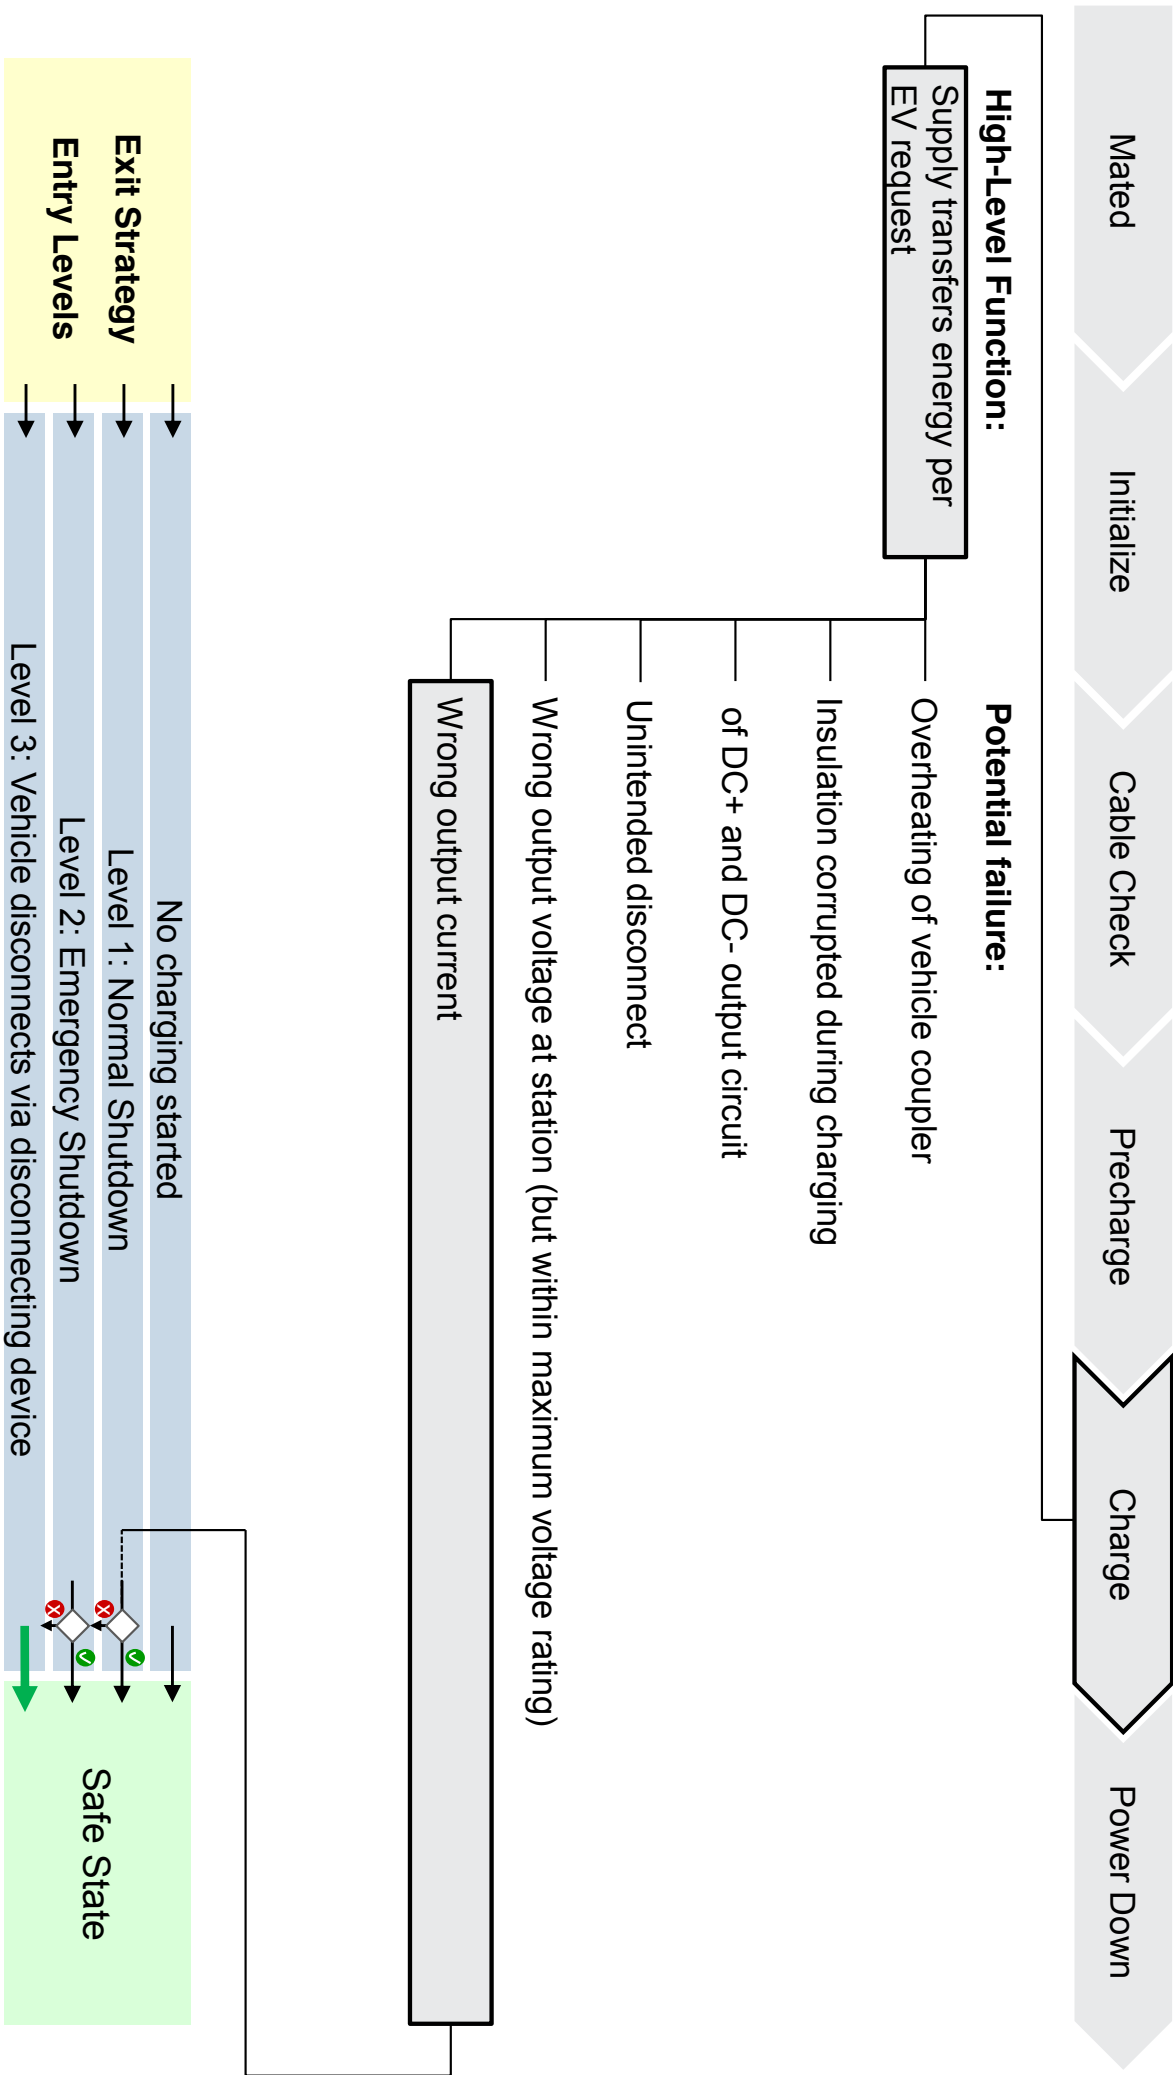 Mated
Initialize
Cable Check
Precharge
Charge
Power Down
High-Level Function:
Supply transfers energy per
EV request
Potential failure:
Overheating of vehicle coupler
Insulation corrupted during charging
of DC+ and DC- output circuit
Unintended disconnect
Wrong output voltage at station (but within maximum voltage rating)
Wrong output current
Exit Strategy
Entry Levels
No charging started
Level 1: Normal Shutdown
Level 2: Emergency Shutdown
Level 3: Vehicle disconnects via disconnecting device
Safe State